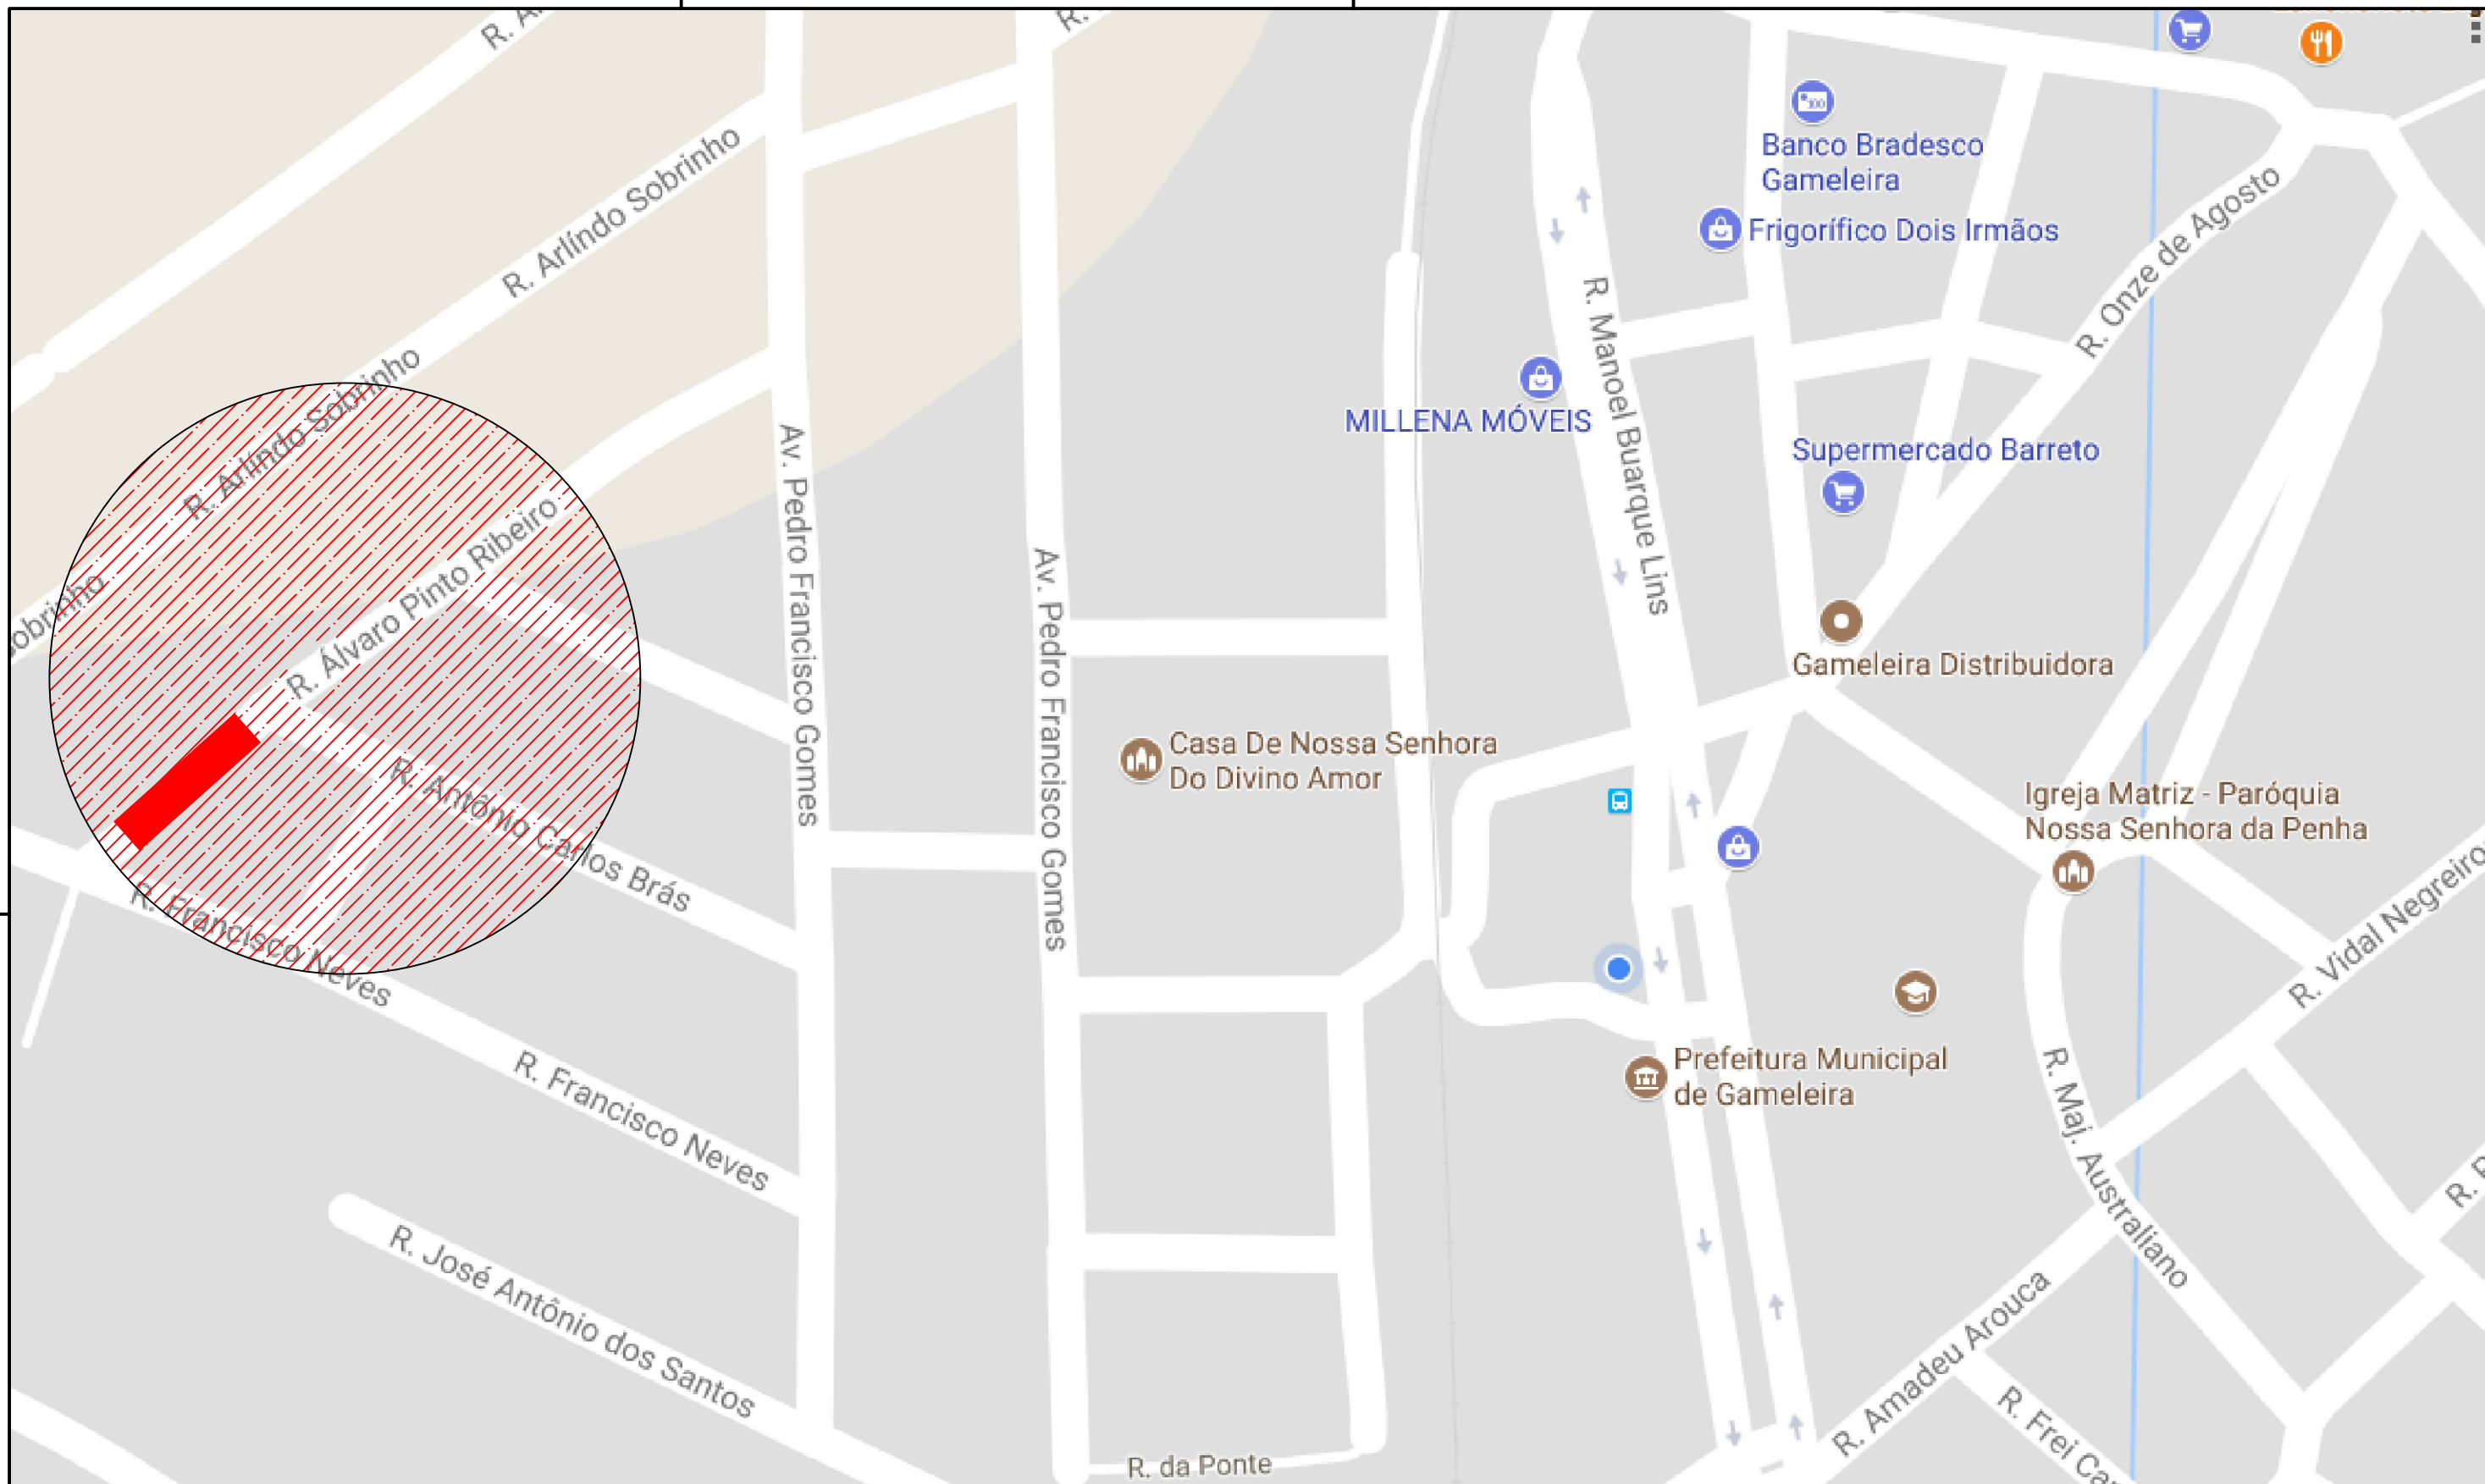 R. Arlíndo Sobrinho
Banco Bradesco
Gameleira
Frigorífico Dois Irmãos
R. Onze de Agosto
R. Manoel Buarque Lins
MILLENA MÓVEIS
R. Arlíndo Sobrinho
Supermercado Barreto
Av. Pedro Francisco Gomes
R. Álvaro Pinto Ribeiro
Av. Pedro Francisco Gomes
Gameleira Distribuidora
Casa De Nossa Senhora
Do Divino Amor
R. Antônio Carlos Brás
Igreja Matriz - Paróquia
Nossa Senhora da Penha
R. Francisco Neves
R. Vidal Negreiro
Prefeitura Municipal
de Gameleira
R. Francisco Neves
R. Maj. Australiano
R. José Antônio dos Santos
R. Amadeu Arouca
R. Frei
R. da Ponte